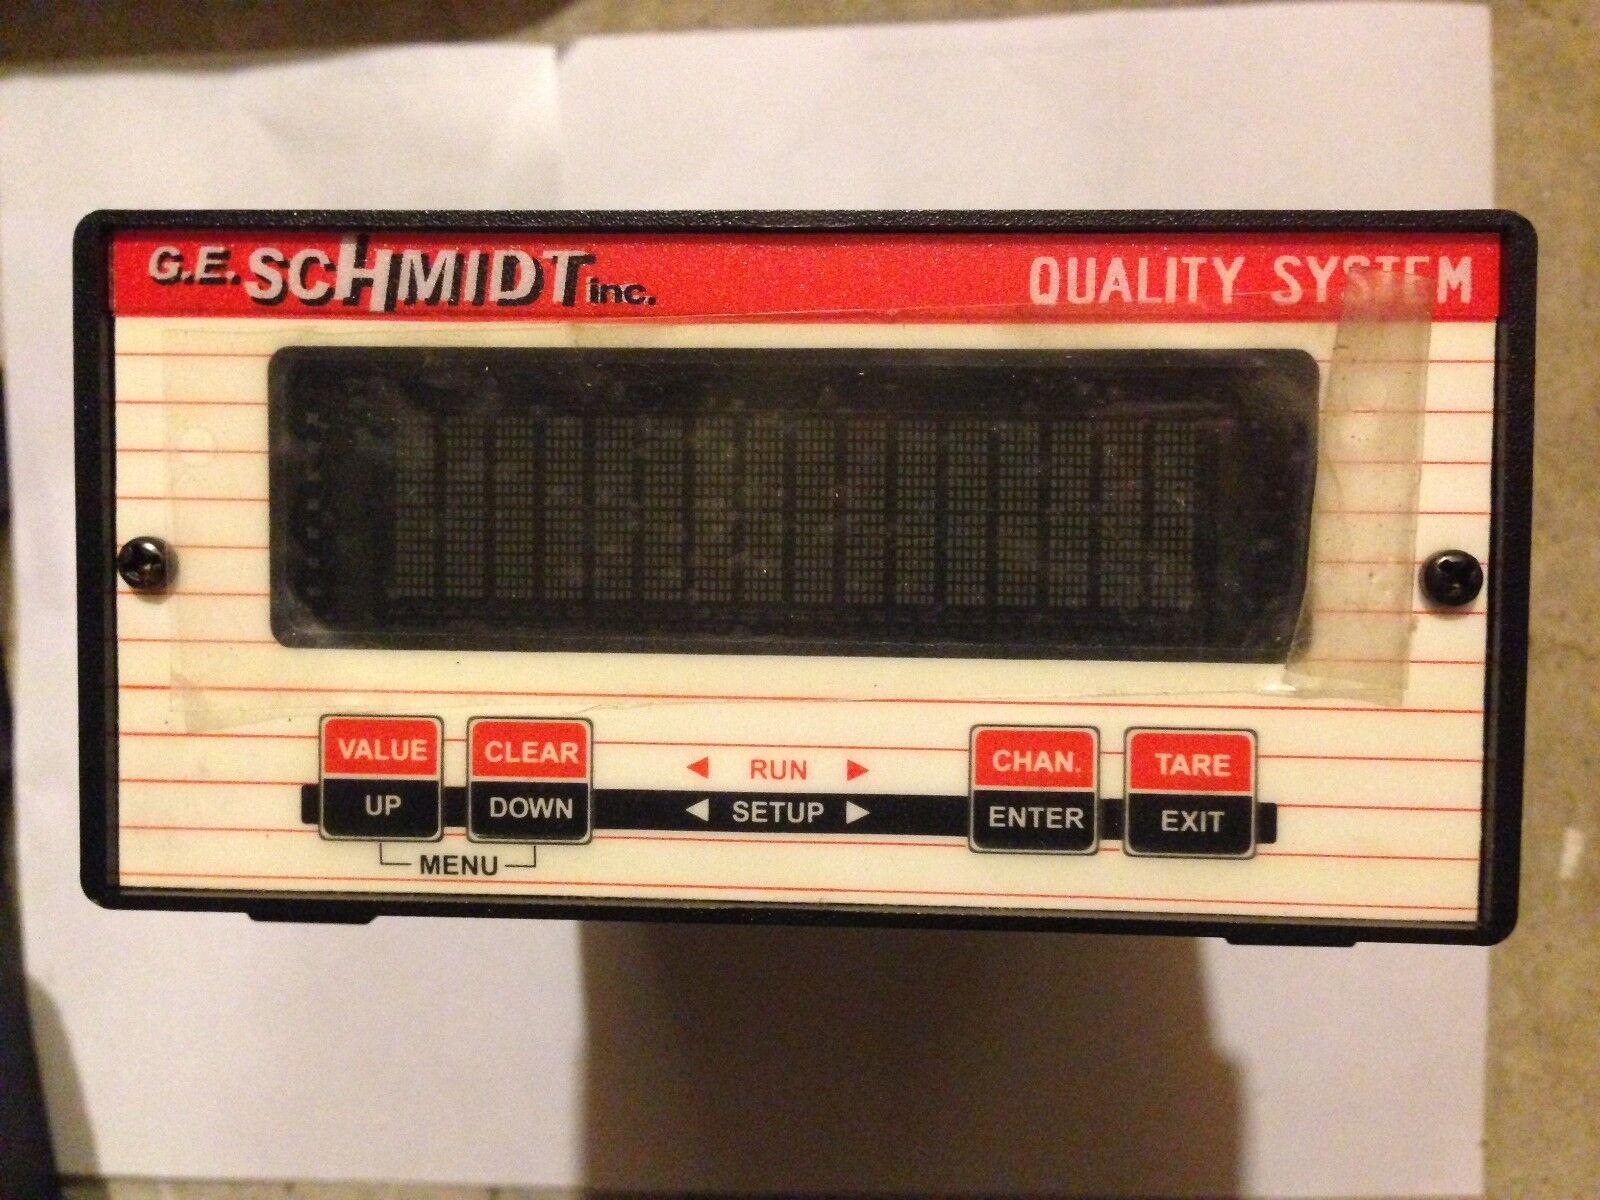 G.E. SCHMIDT inc. QUALITY SYSTEM
VALUE CLEAR RUN CHAN. TARE
UP DOWN SETUP ENTER EXIT
MENU